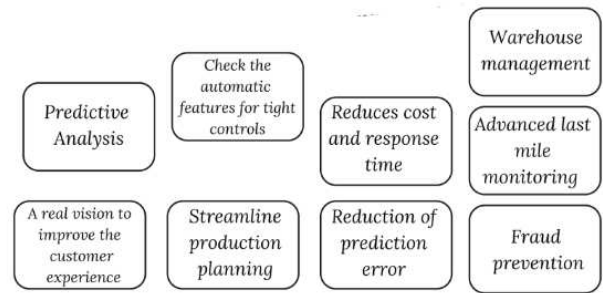 Predictive
Analysis
Check the
automatic
features for tight
controls
Reduces cost
and response
time
Warehouse
management
Advanced last
mile
monitoring
A real vision to
improve the
customer
experience
Streamline
production
planning
Reduction of
prediction
error
Fraud
prevention